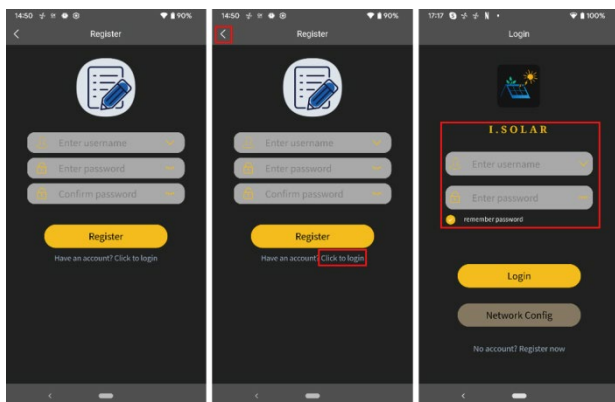 14:50
90%
Register
Enter username
Enter password
Confirm password
Register
Have an account? Click to login
14:50
90%
Register
Enter username
Enter password
Confirm password
Register
Have an account? Click to login
17:17
100%
Login
I.SOLAR
Enter username
Enter password
remember password
Login
Network Config
No account? Register now